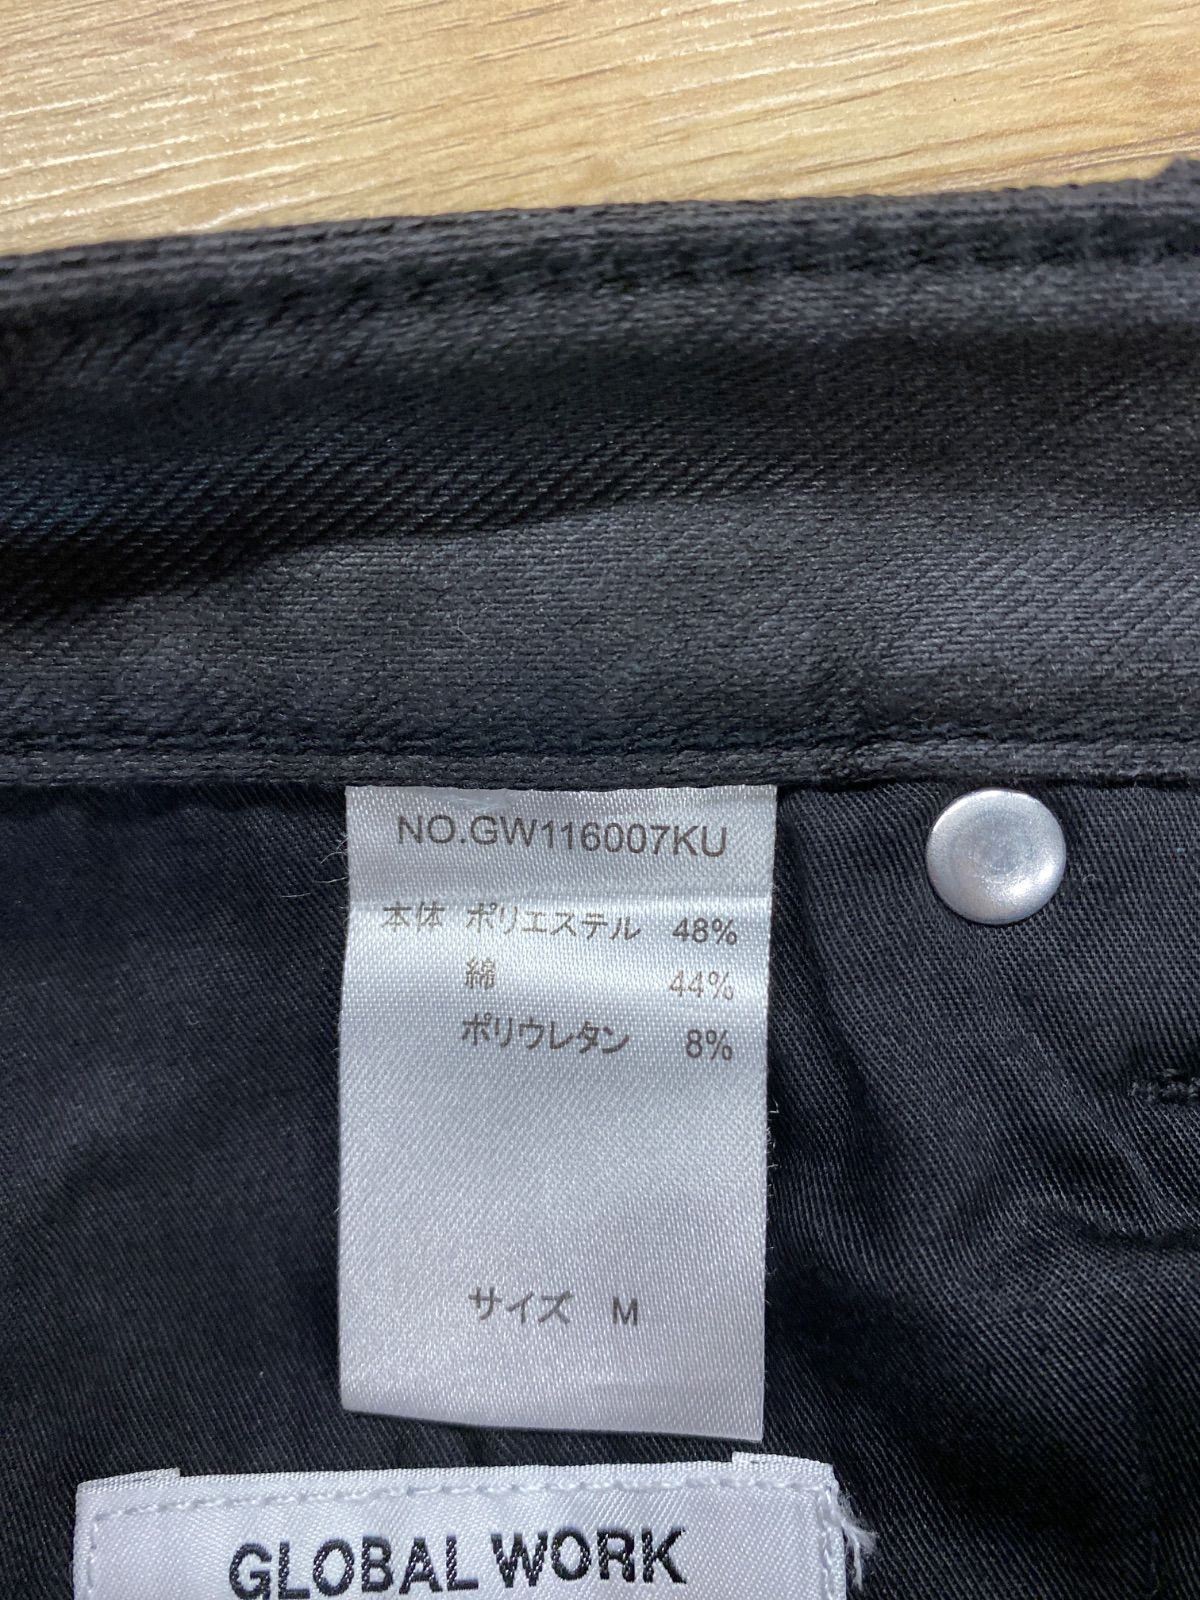 NO.GW116007KU
本体 ポリエステル 48%
綿 44%
ポリウレタン 8%
サイズ M
GLOBAL WORK